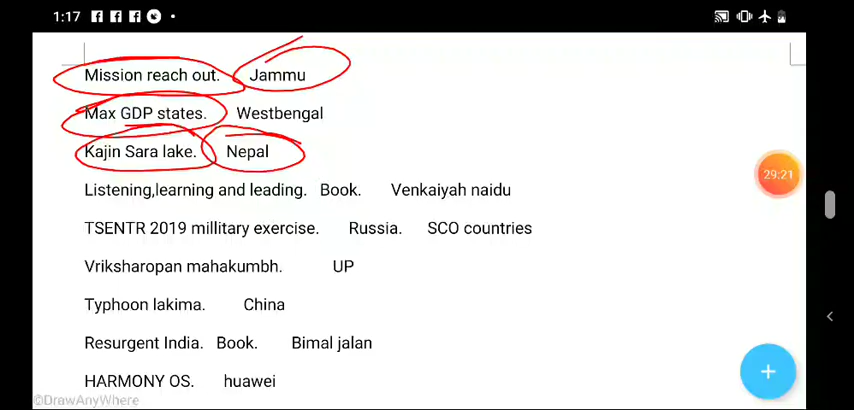 1:17
Mission reach out. Jammu
Max GDP states. Westbengal
Kajin Sara lake. Nepal
29:21
Listening,learning and leading. Book. Venkaiyah naidu
TSENTR 2019 millitary exercise. Russia. SCO countries
Vriksharopan mahakumbh. UP
Typhoon lakima. China
Resurgent India. Book. Bimal jalan
HARMONY OS. huawei
©DrawAnyWhere